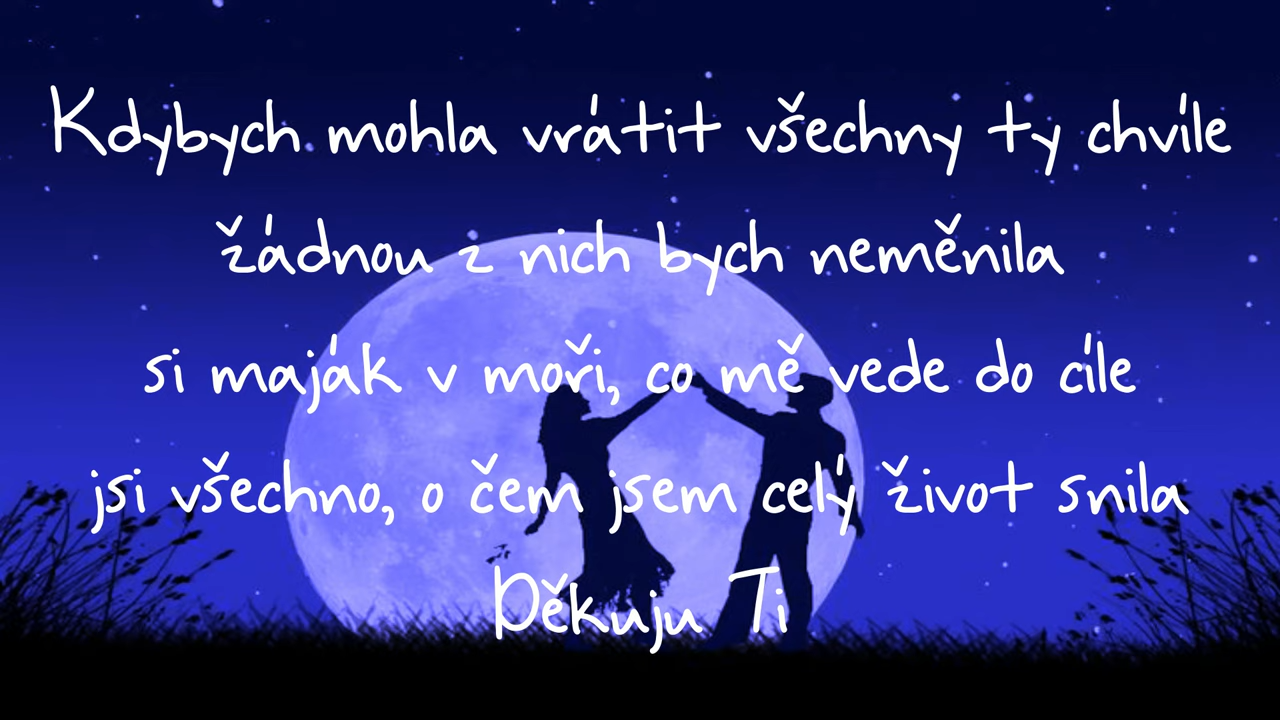 Kdybych mohla vrátit všechny ty chvíle
žádnou z nich bych neměnila
si maják v moři, co mě vede do cíle
jsi všechno, o čem jsem celý život snila
Děkuju Ti